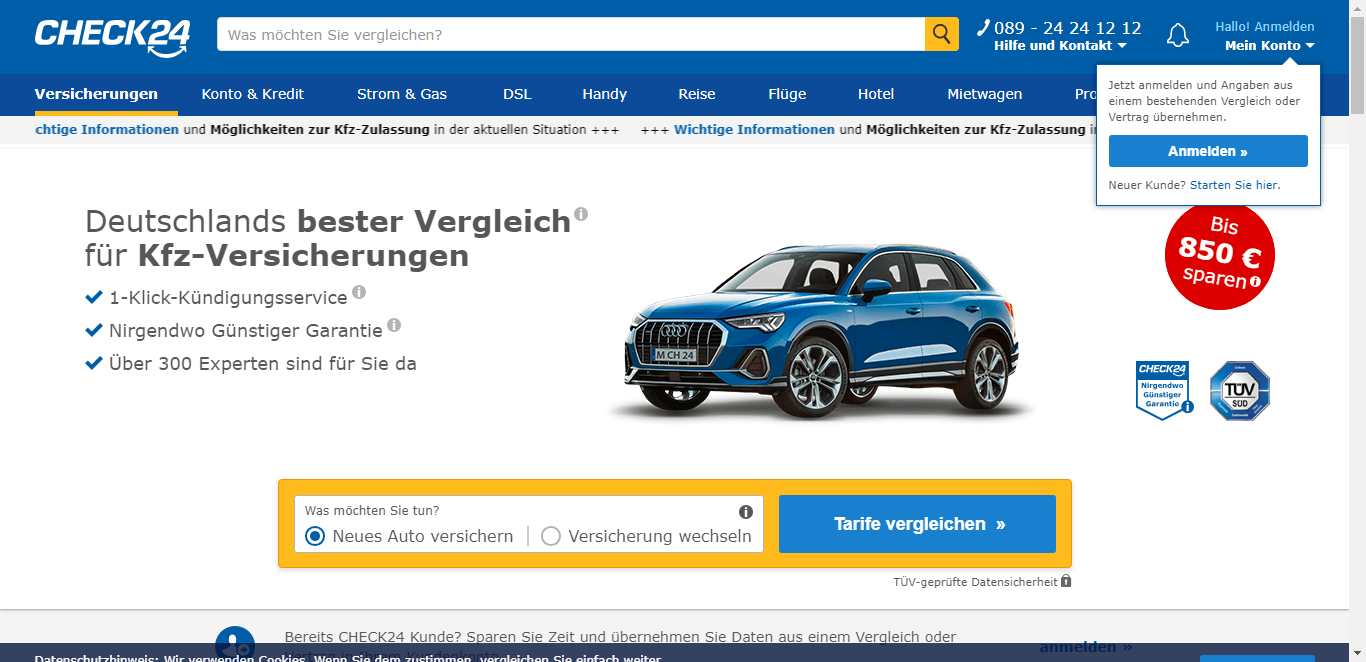 CHECK24
Was möchten Sie vergleichen?
089 - 24 24 12 12
Hilfe und Kontakt
Hallo! Anmelden
Mein Konto
Versicherungen
Konto & Kredit
Strom & Gas
DSL
Handy
Reise
Flüge
Hotel
Mietwagen
Pro
Jetzt anmelden und Angaben aus
einem bestehenden Vergleich oder
Vertrag übernehmen.
Anmelden »
Neuer Kunde? Starten Sie hier.
chtige Informationen und Möglichkeiten zur Kfz-Zulassung in der aktuellen Situation +++ +++ Wichtige Informationen und Möglichkeiten zur Kfz-Zulassung
Deutschlands bester Vergleich
für Kfz-Versicherungen
1-Klick-Kündigungsservice
Nirgendwo Günstiger Garantie
Über 300 Experten sind für Sie da
M CH 24
Bis
850 €
sparen
CHECK24
Nirgendwo
Günstiger
Garantie
TÜV
SÜD
Was möchten Sie tun?
Neues Auto versichern
Versicherung wechseln
Tarife vergleichen »
TÜV-geprüfte Datensicherheit
Bereits CHECK24 Kunde? Sparen Sie Zeit und übernehmen Sie Daten aus einem Vergleich oder
Vertrag in Ihrem Kundenkonto.
anmelden »
Datenschutzhinweis: Wir verwenden Cookies. Wenn Sie dem zustimmen, vergleichen Sie einfach weiter.